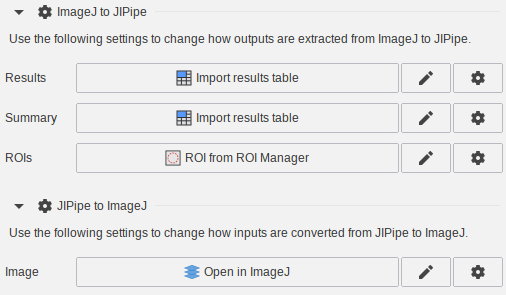 ImageJ to JIPipe
Use the following settings to change how outputs are extracted from ImageJ to JIPipe.
Results Import results table
Summary Import results table
ROIs ROI from ROI Manager
JIPipe to ImageJ
Use the following settings to change how inputs are converted from JIPipe to ImageJ.
Image Open in ImageJ